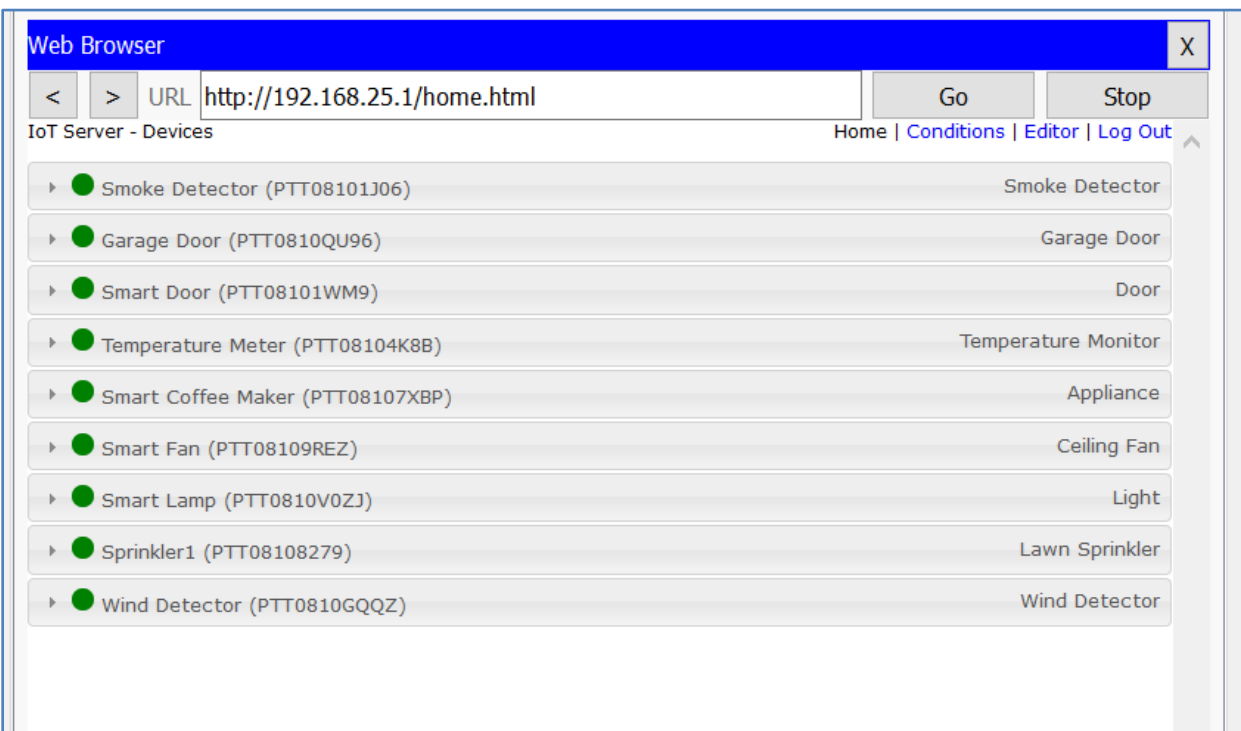 Web Browser X
< > URL http://192.168.25.1/home.html Go Stop
IoT Server - Devices Home | Conditions | Editor | Log Out
Smoke Detector (PTT08101J06) Smoke Detector
Garage Door (PTT0810QU96) Garage Door
Smart Door (PTT08101WM9) Door
Temperature Meter (PTT08104K8B) Temperature Monitor
Smart Coffee Maker (PTT08107XBP) Appliance
Smart Fan (PTT08109REZ) Ceiling Fan
Smart Lamp (PTT0810V0ZJ) Light
Sprinkler1 (PTT08108279) Lawn Sprinkler
Wind Detector (PTT0810GQQZ) Wind Detector